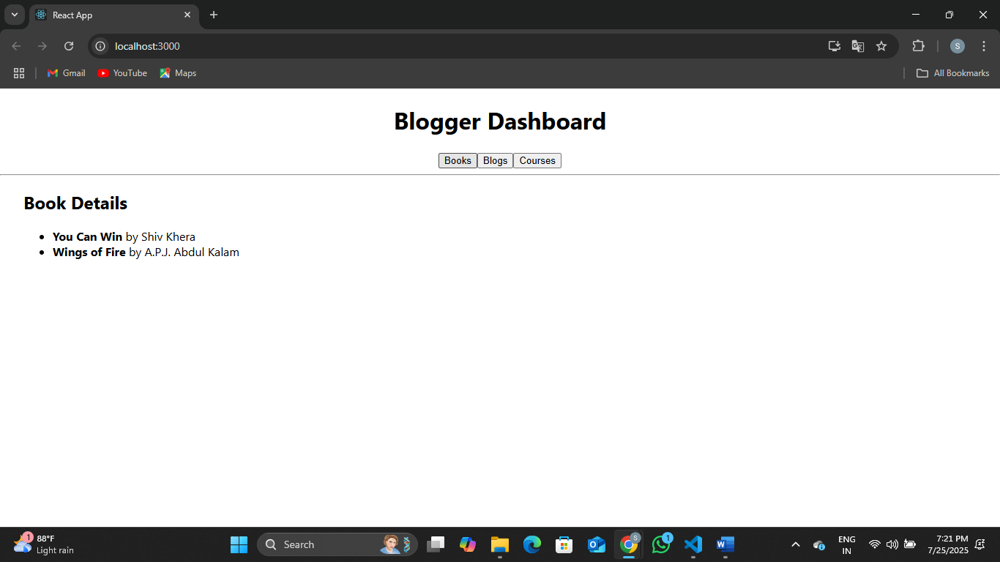 React App
localhost:3000
S
Gmail
YouTube
Maps
All Bookmarks
Blogger Dashboard
Books Blogs Courses
Book Details
You Can Win by Shiv Khera
Wings of Fire by A.P.J. Abdul Kalam
1
88°F
Light rain
Search
S
1
W
ENG
IN
7:21 PM
7/25/2025